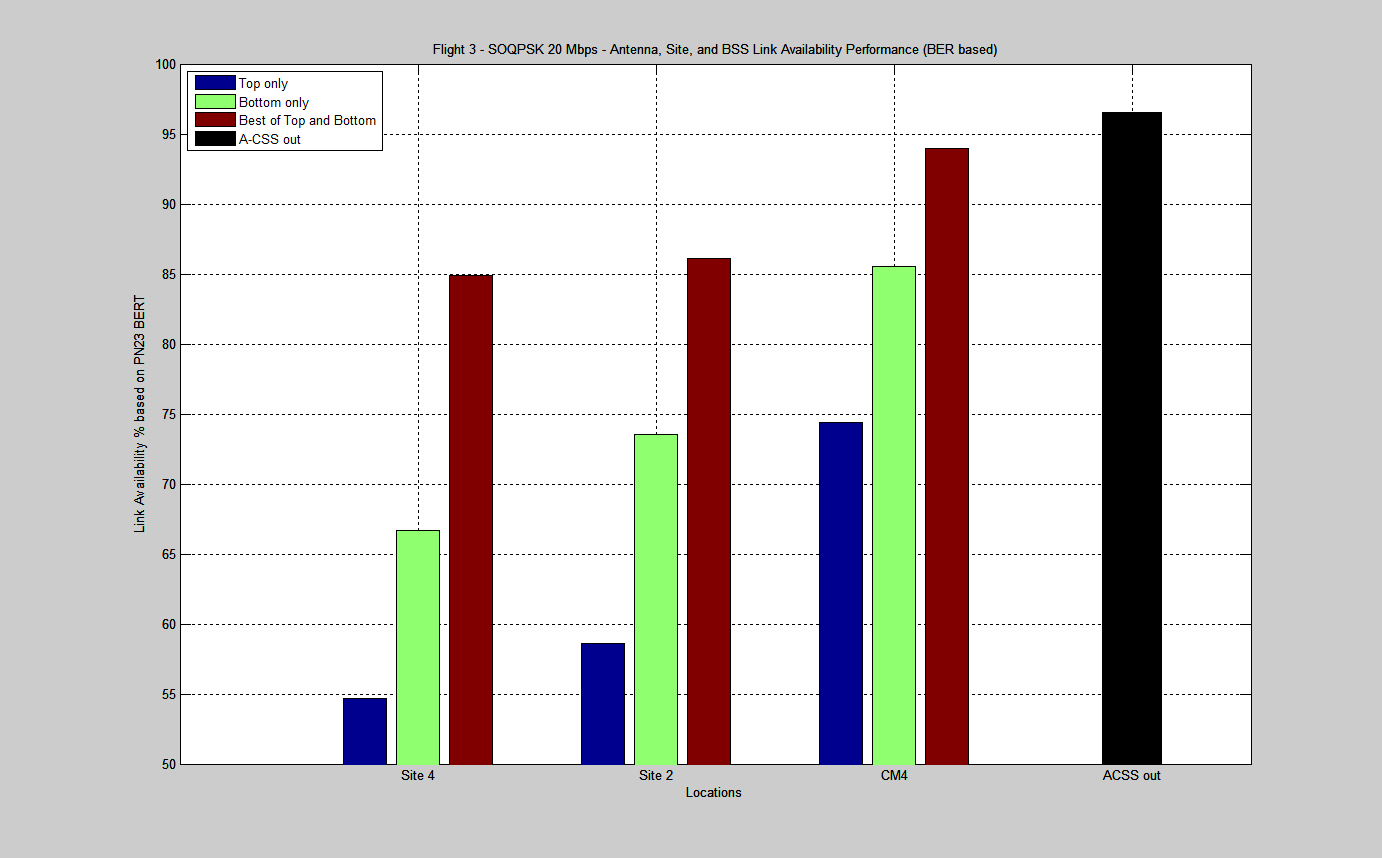 Flight 3 - SOQPSK 20 Mbps - Antenna, Site, and BSS Link Availability Performance (BER based)
Top only
Bottom only
Best of Top and Bottom
A-CSS out
100
95
90
85
80
75
70
65
60
55
50
Link Availability % based on PN23 BERT
Site 4
Site 2
CM4
ACSS out
Locations